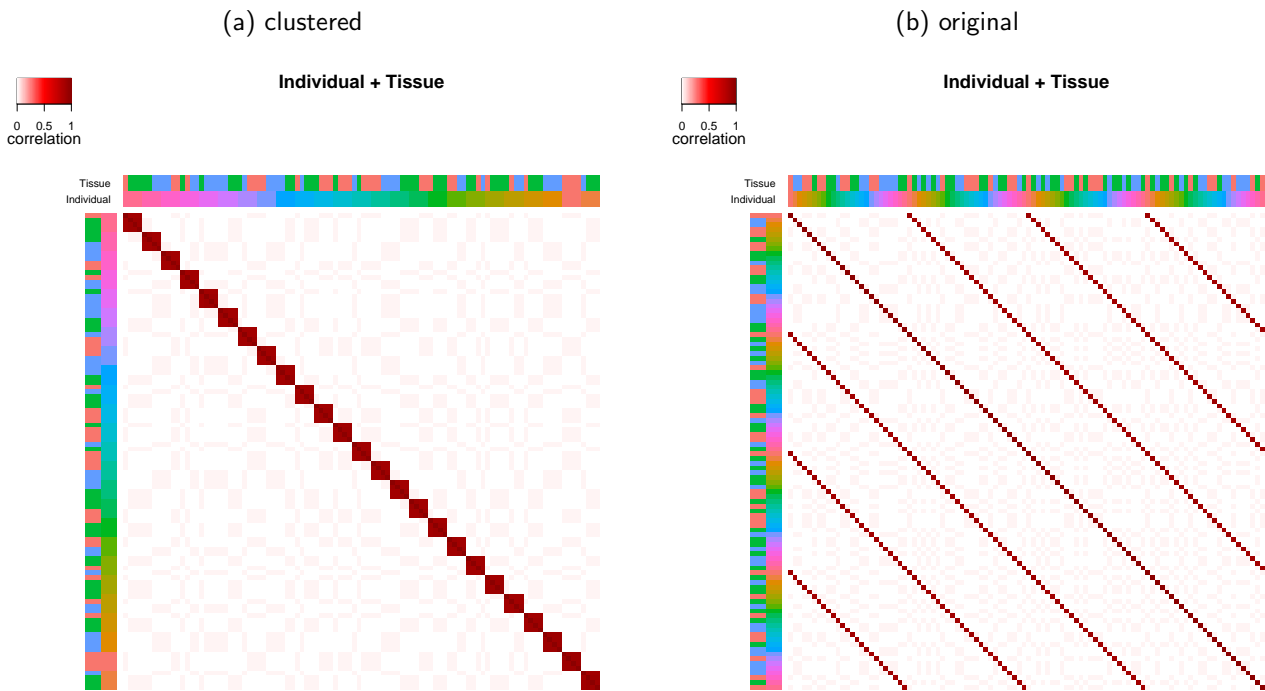 (a) clustered
Individual + Tissue
0 0.5 1
correlation
Tissue
Individual
(b) original
Individual + Tissue
0 0.5 1
correlation
Tissue
Individual